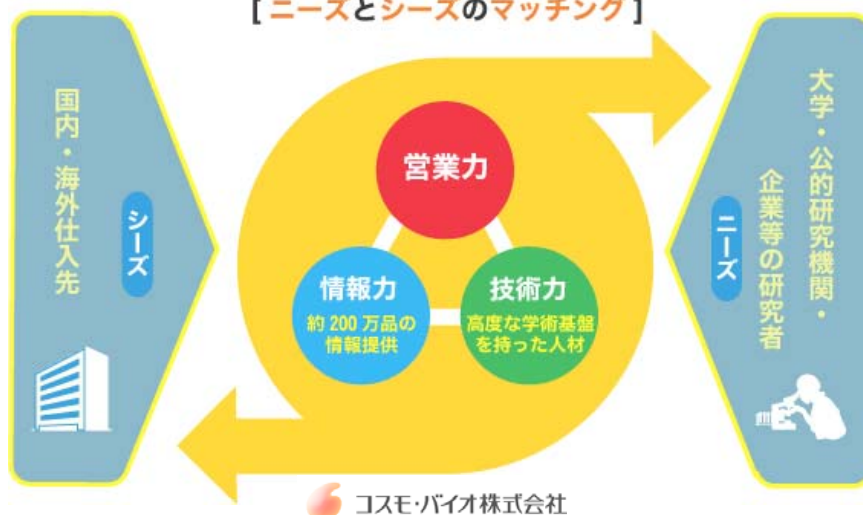 [ニーズとシーズのマッチング]
国内・海外仕入先
シーズ
営業力
情報力
約200万品の
情報提供
技術力
高度な学術基盤
を持った人材
大学・公的研究機関・
企業等の研究者
ニーズ
コスモ・バイオ株式会社